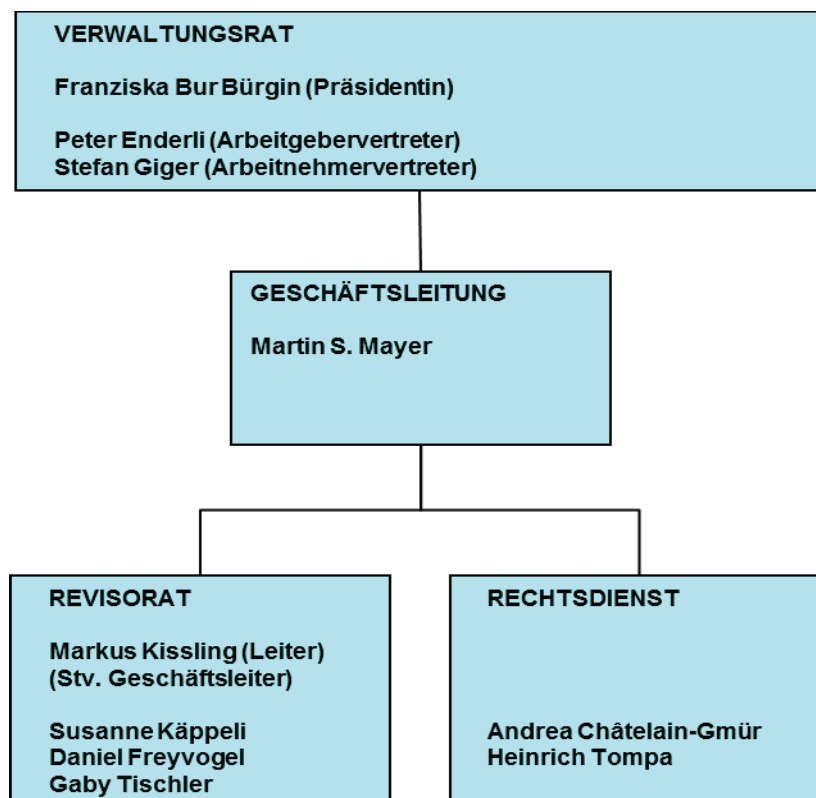 VERWALTUNGSRAT
Franziska Bur Bürgin (Präsidentin)
Peter Enderli (Arbeitgebervertreter)
Stefan Giger (Arbeitnehmervertreter)
GESCHÄFTSLEITUNG
Martin S. Mayer
REVISORAT
Markus Kissling (Leiter)
(Stv. Geschäftsleiter)
Susanne Käppeli
Daniel Freyvogel
Gaby Tischler
RECHTSDIENST
Andrea Châtelain-Gmür
Heinrich Tompa